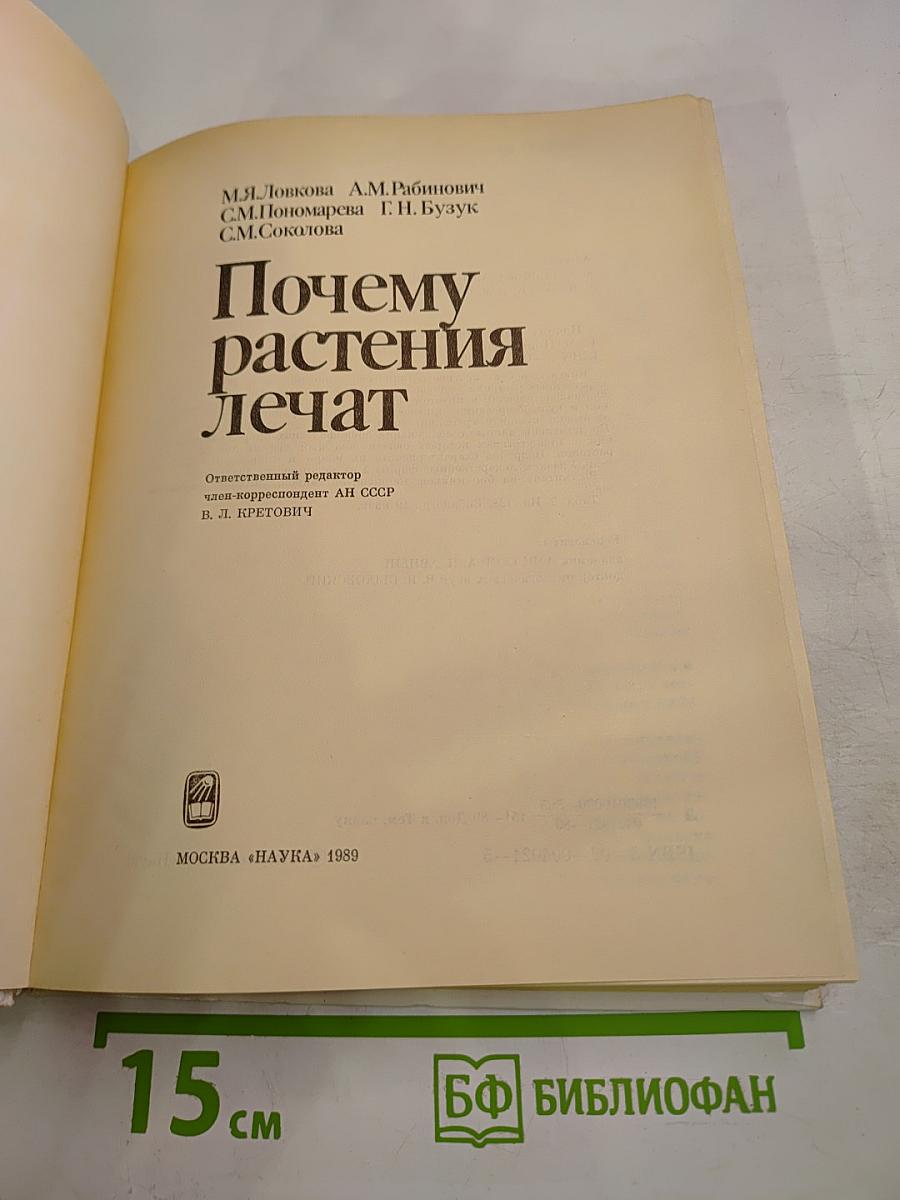 М.Я.Ловкова А.М.Рабинович
С.М.Пономарева Г.Н.Бузук
С.М.Соколова
Почему
растения
лечат
Ответственный редактор
член-корреспондент АН СССР
В. Л. КРЕТОВИЧ
МОСКВА «НАУКА» 1989
15 см
БФ БИБЛИОФАН